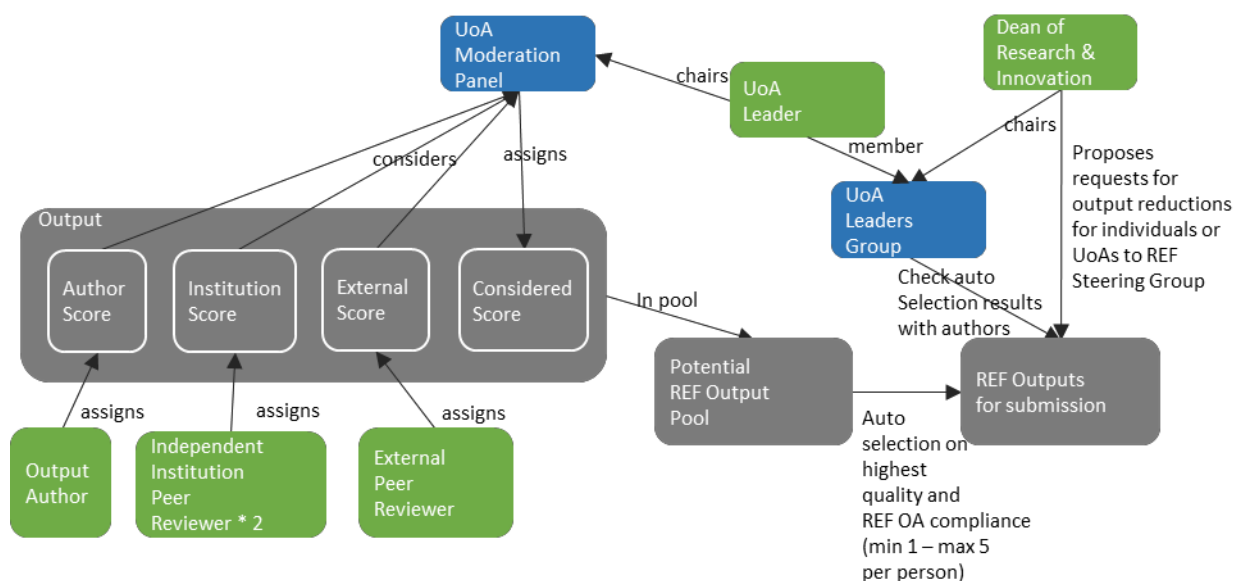 UoA
Moderation
Panel
chairs
UoA
Leader
Dean of
Research &
Innovation
considers
assigns
member
chairs
Proposes
requests for
output reductions
for individuals or
UoAs to REF
Steering Group
UoA
Leaders
Group
Output
Author
Score
Institution
Score
External
Score
Considered
Score
In pool
Check auto
Selection results
with authors
Potential
REF Output
Pool
REF Outputs
for submission
assigns
assigns
assigns
Output
Author
Independent
Institution
Peer
Reviewer * 2
External
Peer
Reviewer
Auto
selection on
highest
quality and
REF OA compliance
(min 1 – max 5
per person)